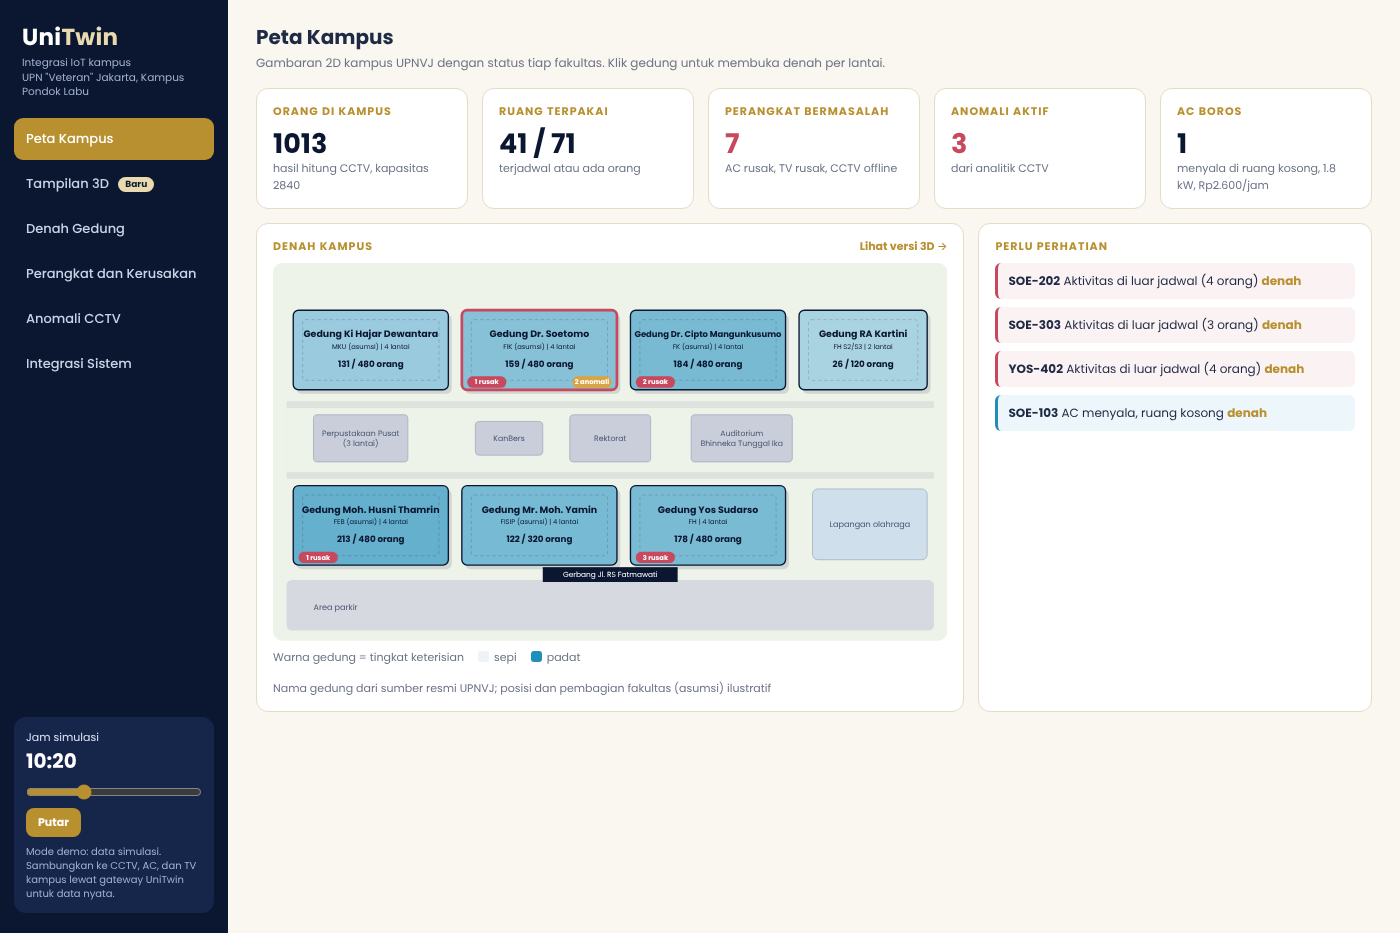 UniTwin
Integrasi IoT kampus
UPN "Veteran" Jakarta, Kampus
Pondok Labu
Peta Kampus
Tampilan 3D Baru
Denah Gedung
Perangkat dan Kerusakan
Anomali CCTV
Integrasi Sistem
Jam simulasi
10:20
Putar
Mode demo: data simulasi.
Sambungkan ke CCTV, AC, dan TV
kampus lewat gateway UniTwin
untuk data nyata.
Peta Kampus
Gambaran 2D kampus UPNVJ dengan status tiap fakultas. Klik gedung untuk membuka denah per lantai.
ORANG DI KAMPUS
1013
hasil hitung CCTV, kapasitas
2840
RUANG TERPAKAI
41 / 71
terjadwal atau ada orang
PERANGKAT BERMASALAH
7
AC rusak, TV rusak, CCTV offline
ANOMALI AKTIF
3
dari analitik CCTV
AC BOROS
1
menyala di ruang kosong, 1.8
kW, Rp2.600/jam
DENAH KAMPUS
Lihat versi 3D →
Gedung Ki Hajar Dewantara
MKU (asumsi) | 4 lantai
131 / 480 orang
Gedung Dr. Soetomo
FIK (asumsi) | 4 lantai
159 / 480 orang
1 rusak
2 anomali
Gedung Dr. Cipto Mangunkusumo
FK (asumsi) | 4 lantai
184 / 480 orang
2 rusak
Gedung RA Kartini
FH S2/S3 | 2 lantai
26 / 120 orang
Perpustakaan Pusat
(3 lantai)
KanBers
Rektorat
Auditorium
Bhinneka Tunggal Ika
Gedung Moh. Husni Thamrin
FEB (asumsi) | 4 lantai
213 / 480 orang
1 rusak
Gedung Mr. Moh. Yamin
FISIP (asumsi) | 4 lantai
122 / 320 orang
Gedung Yos Sudarso
FH | 4 lantai
178 / 480 orang
3 rusak
Lapangan olahraga
Gerbang Jl. RS Fatmawati
Area parkir
Warna gedung = tingkat keterisian sepi padat
Nama gedung dari sumber resmi UPNVJ; posisi dan pembagian fakultas (asumsi) ilustratif
PERLU PERHATIAN
SOE-202 Aktivitas di luar jadwal (4 orang) denah
SOE-303 Aktivitas di luar jadwal (3 orang) denah
YOS-402 Aktivitas di luar jadwal (4 orang) denah
SOE-103 AC menyala, ruang kosong denah